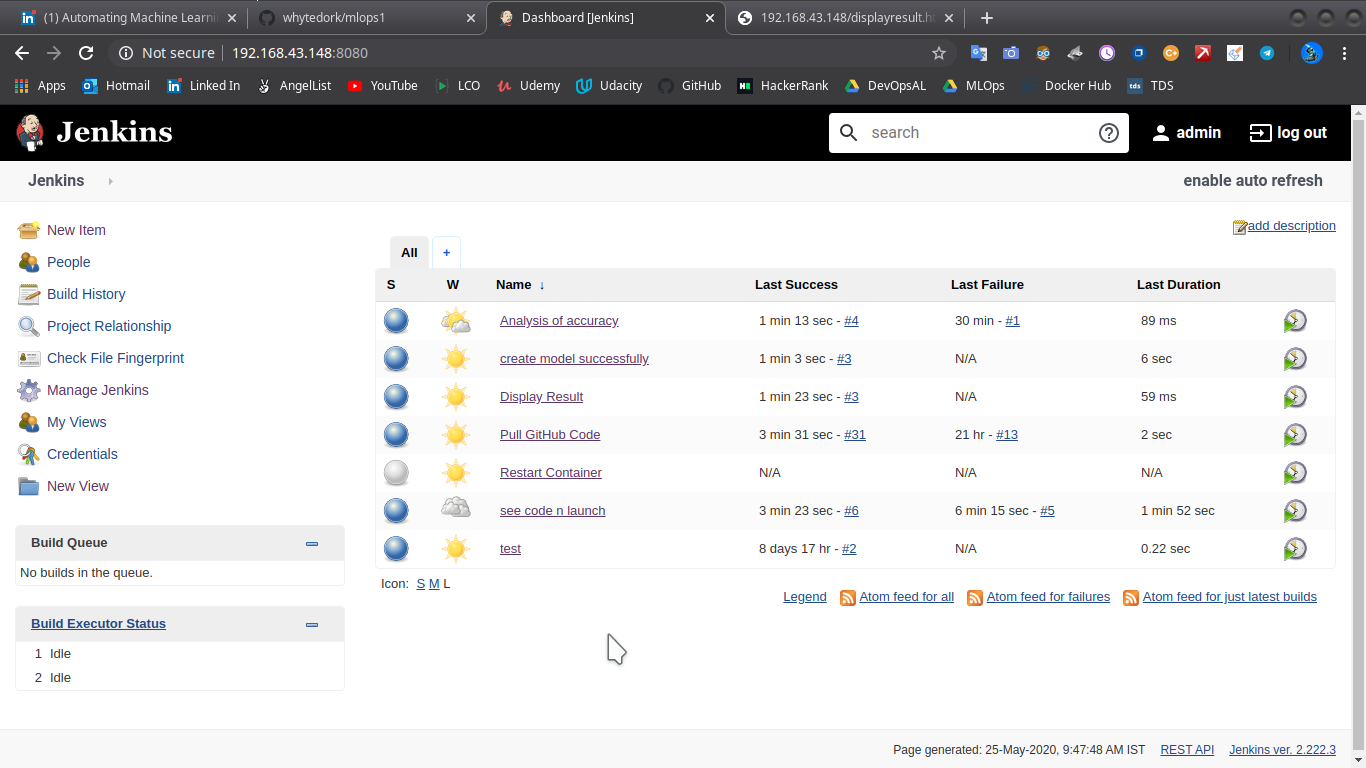 (1) Automating Machine Learni
whytedork/mlops1
Dashboard [Jenkins]
192.168.43.148/displayresult.ht
Not secure 192.168.43.148:8080
Apps Hotmail Linked In AngelList YouTube LCO Udemy Udacity GitHub HackerRank DevOpsAL MLOps Docker Hub TDS
Jenkins search admin log out
Jenkins enable auto refresh
add description
New Item
People
Build History
Project Relationship
Check File Fingerprint
Manage Jenkins
My Views
Credentials
New View
Build Queue
No builds in the queue.
Build Executor Status
1 Idle
2 Idle
All +
S W Name ↓ Last Success Last Failure Last Duration
Analysis of accuracy 1 min 13 sec - #4 30 min - #1 89 ms
create model successfully 1 min 3 sec - #3 N/A 6 sec
Display Result 1 min 23 sec - #3 N/A 59 ms
Pull GitHub Code 3 min 31 sec - #31 21 hr - #13 2 sec
Restart Container N/A N/A N/A
see code n launch 3 min 23 sec - #6 6 min 15 sec - #5 1 min 52 sec
test 8 days 17 hr - #2 N/A 0.22 sec
Icon: S M L
Legend Atom feed for all Atom feed for failures Atom feed for just latest builds
Page generated: 25-May-2020, 9:47:48 AM IST REST API Jenkins ver. 2.222.3